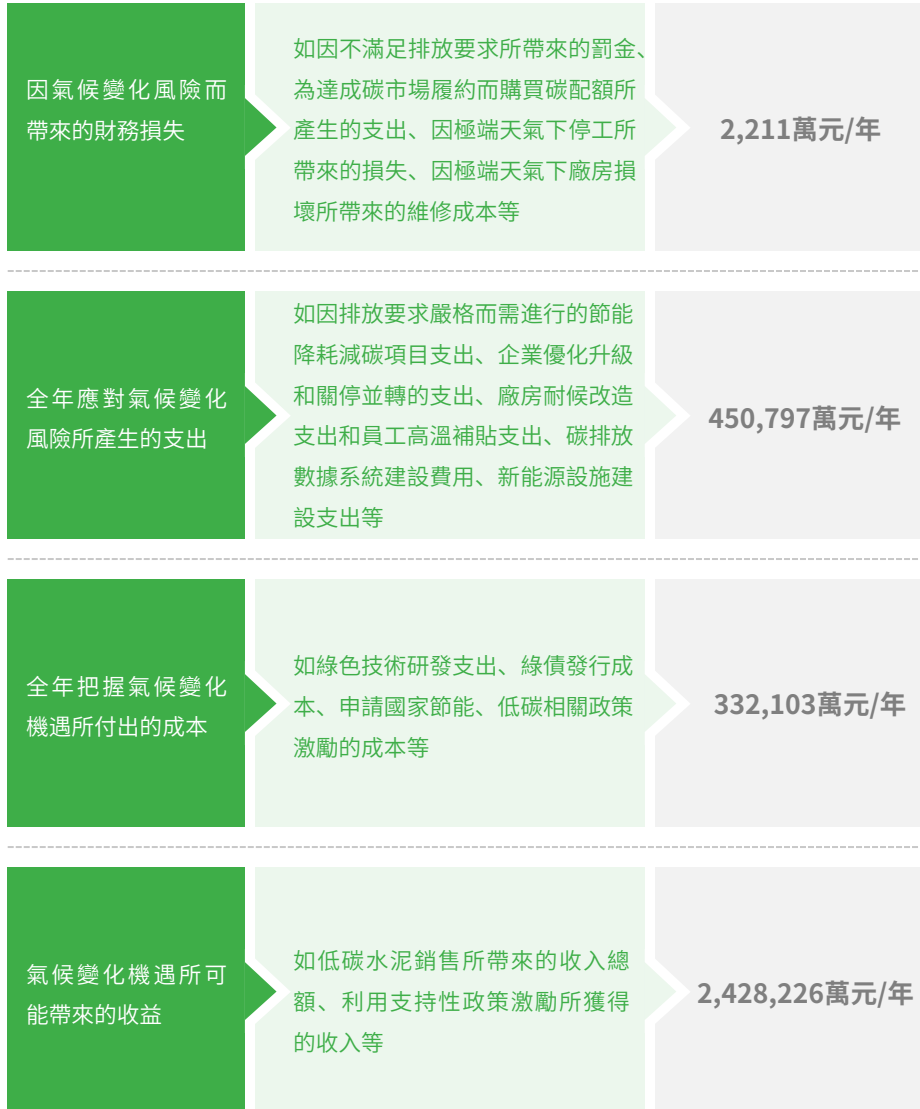 因氣候變化風險而
帶來的財務損失
如因不滿足排放要求所帶來的罰金、
為達成碳市場履約而購買碳配額所
產生的支出、因極端天氣下停工所
帶來的損失、因極端天氣下廠房損
壞所帶來的維修成本等
2,211萬元/年
全年應對氣候變化
風險所產生的支出
如因排放要求嚴格而需進行的節能
降耗減碳項目支出、企業優化升級
和關停並轉的支出、廠房耐候改造
支出和員工高溫補貼支出、碳排放
數據系統建設費用、新能源設施建
設支出等
450,797萬元/年
全年把握氣候變化
機遇所付出的成本
如綠色技術研發支出、綠債發行成
本、申請國家節能、低碳相關政策
激勵的成本等
332,103萬元/年
氣候變化機遇所可
能帶來的收益
如低碳水泥銷售所帶來的收入總
額、利用支持性政策激勵所獲得
的收入等
2,428,226萬元/年